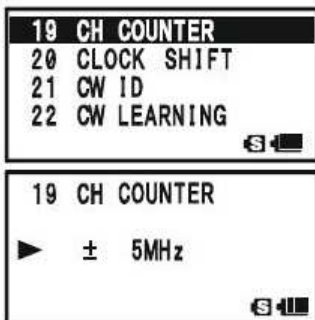 19 CH COUNTER
20 CLOCK SHIFT
21 CW ID
22 CW LEARNING
S
19 CH COUNTER
▶ ± 5MHz
S